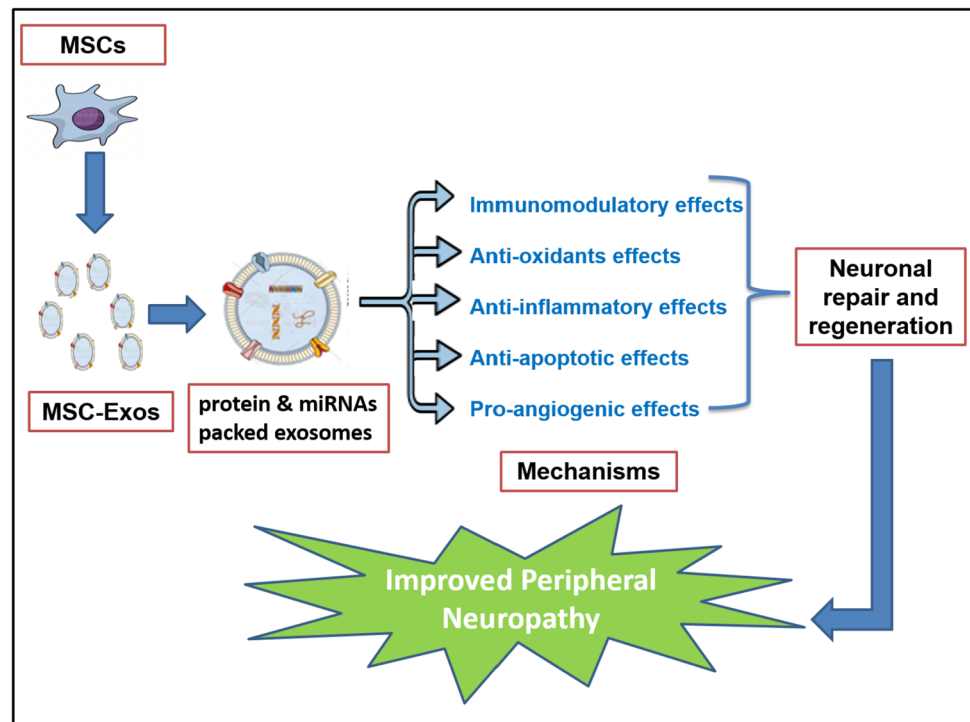 MSCs
MSC-Exos
protein & miRNAs
packed exosomes
Immunomodulatory effects
Anti-oxidants effects
Anti-inflammatory effects
Anti-apoptotic effects
Pro-angiogenic effects
Mechanisms
Neuronal
repair and
regeneration
Improved Peripheral
Neuropathy